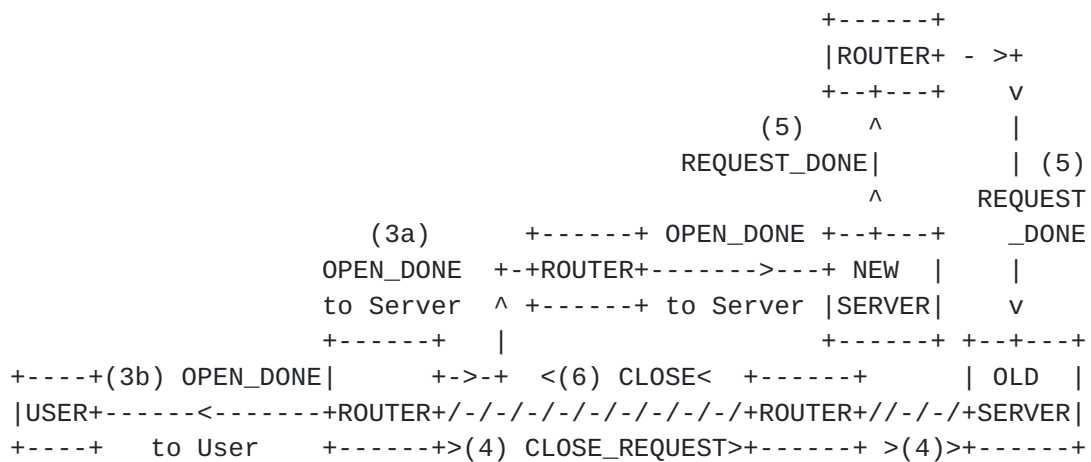 +------+
                                                  |ROUTER+ - >+
                                                  +--+---+    v
                                              (5)    ^        |
                                         REQUEST_DONE|        | (5)
                                                     ^      REQUEST
                      (3a)       +------+ OPEN_DONE +--+---+    _DONE
                   OPEN_DONE  +-+ROUTER+------->---+ NEW  |    |
                   to Server  ^ +------+ to Server |SERVER|    v
                   +------+   |                    +------+ +--+---+
+----+(3b) OPEN_DONE|      +->-+  <(6) CLOSE<  +------+      | OLD  |
|USER+------<-------+ROUTER+/-/-/-/-/-/-/-/-/-/+ROUTER+//-/-/+SERVER|
+----+   to User    +------+>(4) CLOSE_REQUEST>+------+ >(4)>+------+